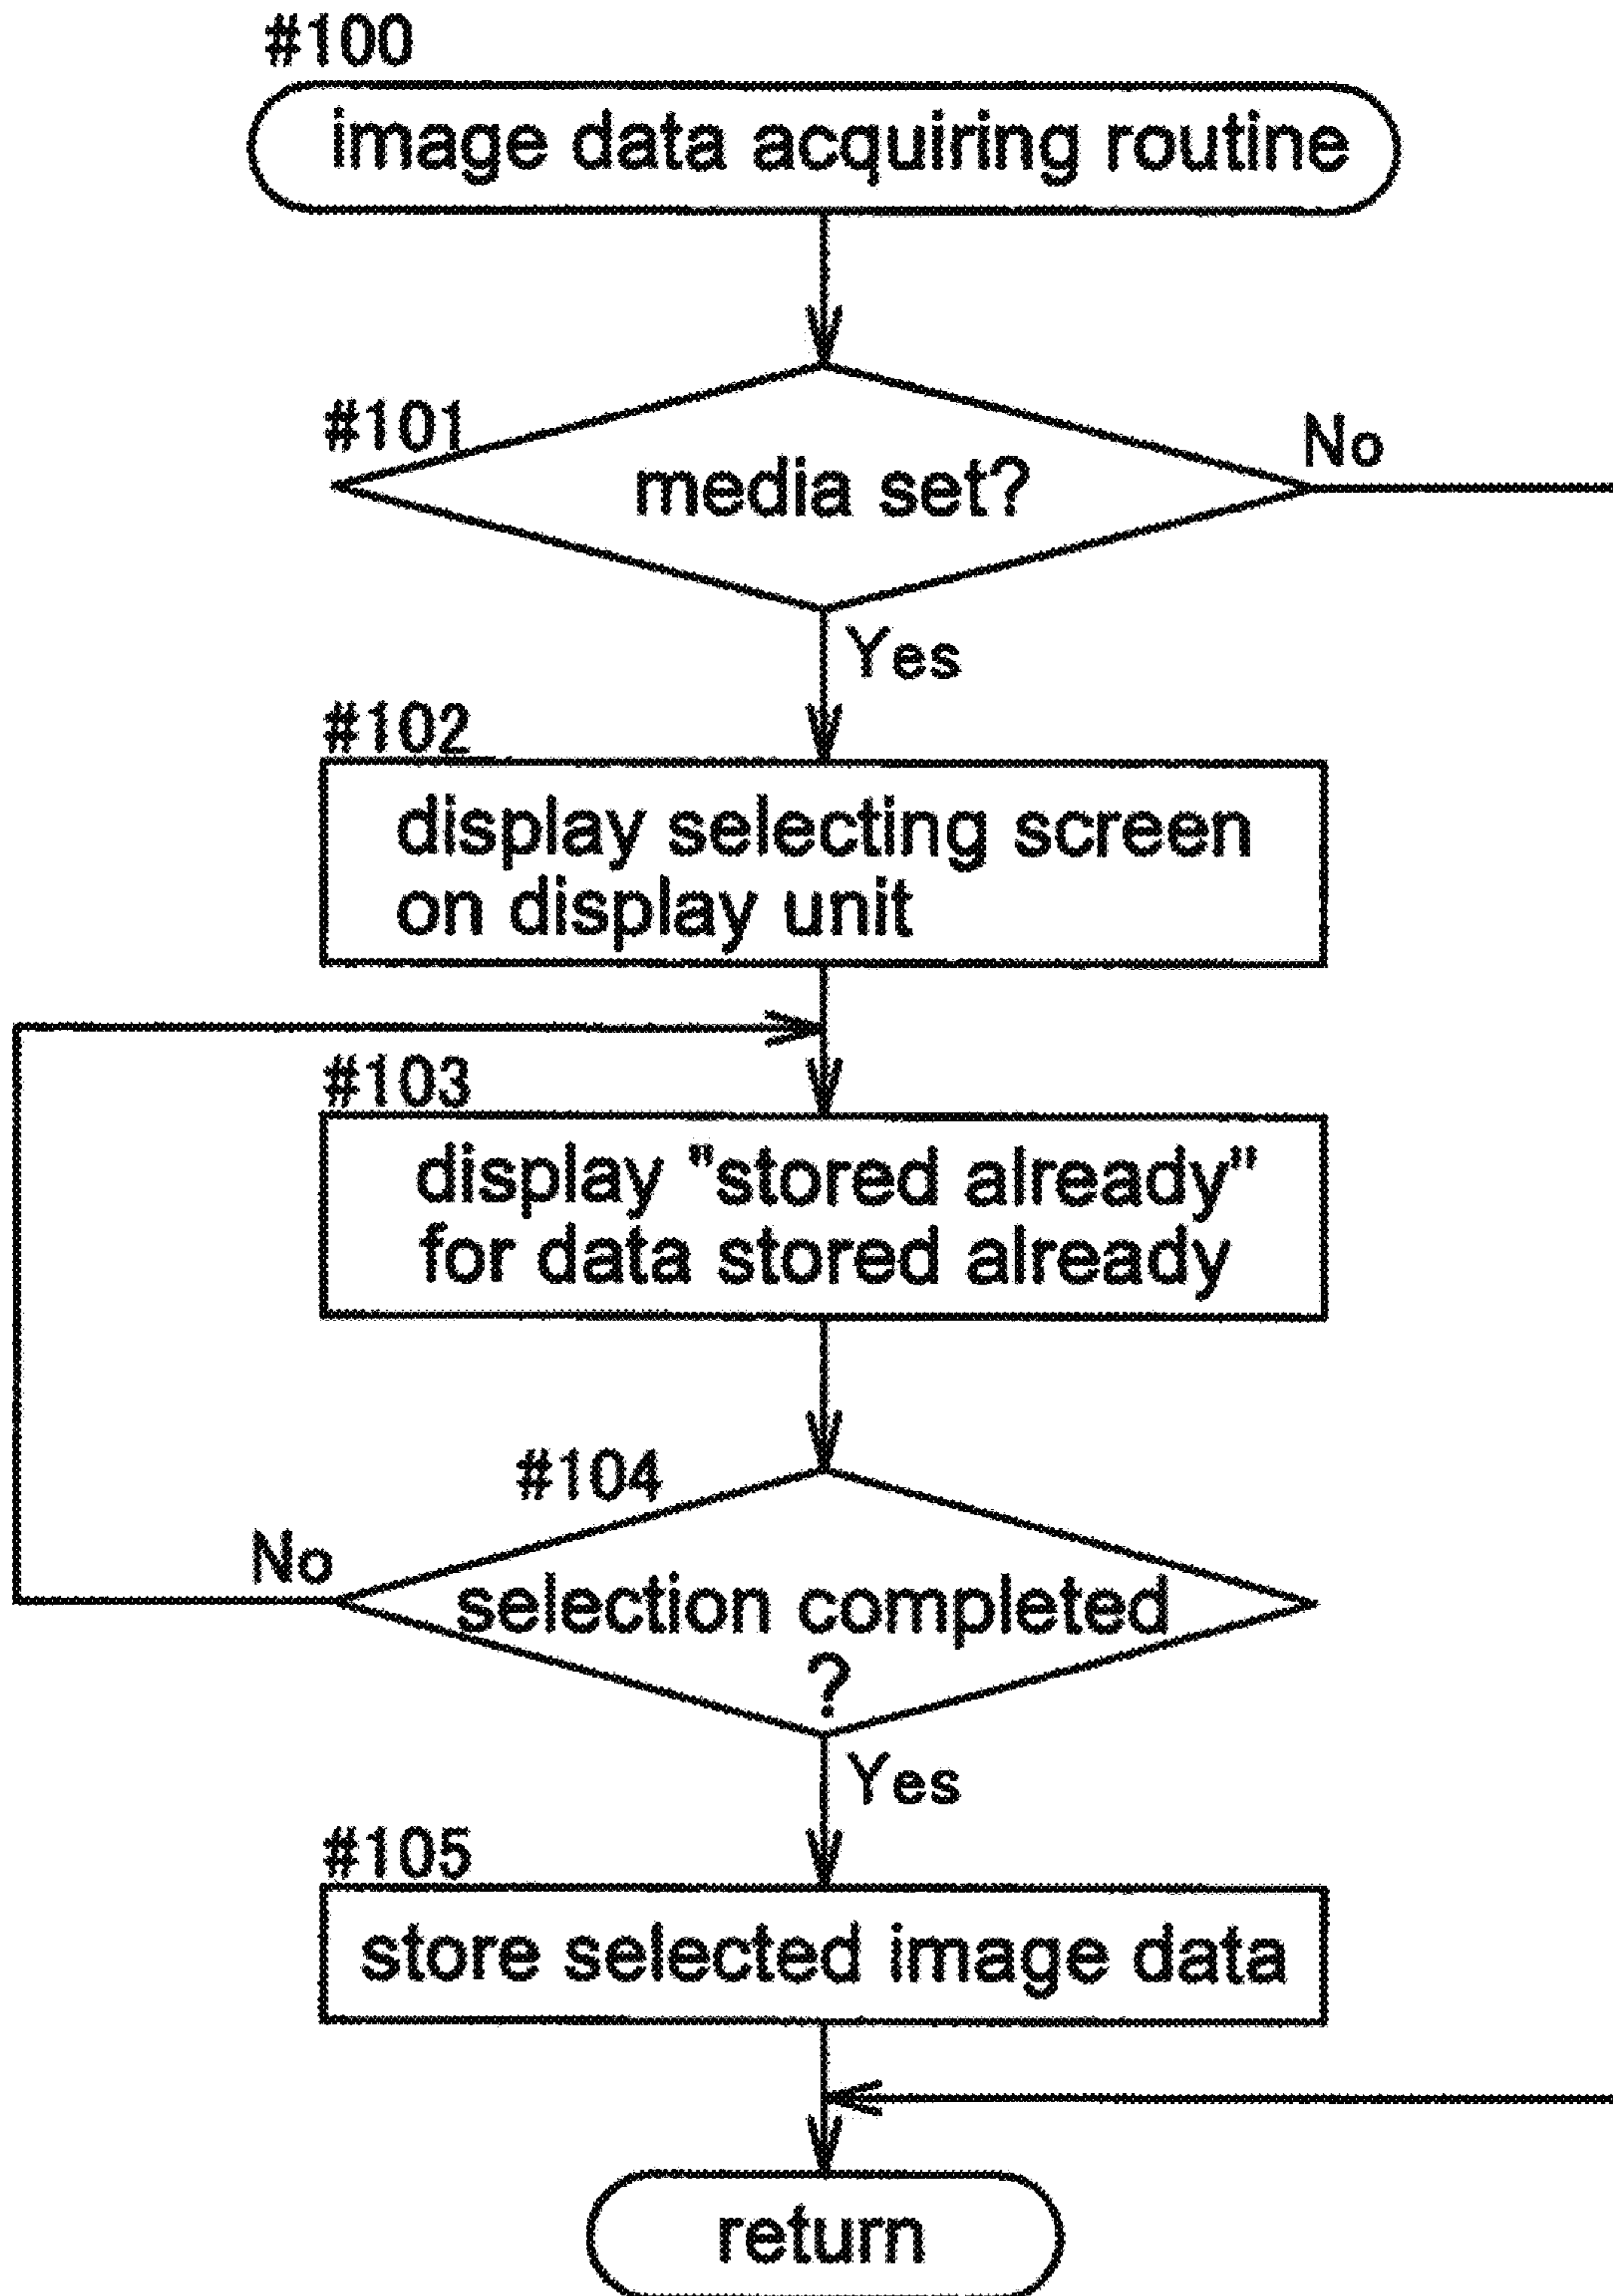 #100
image data acquiring routine
#101
media set?
No
Yes
#102
display selecting screen
on display unit
#103
display "stored already"
for data stored already
#104
No
selection completed
?
Yes
#105
store selected image data
return